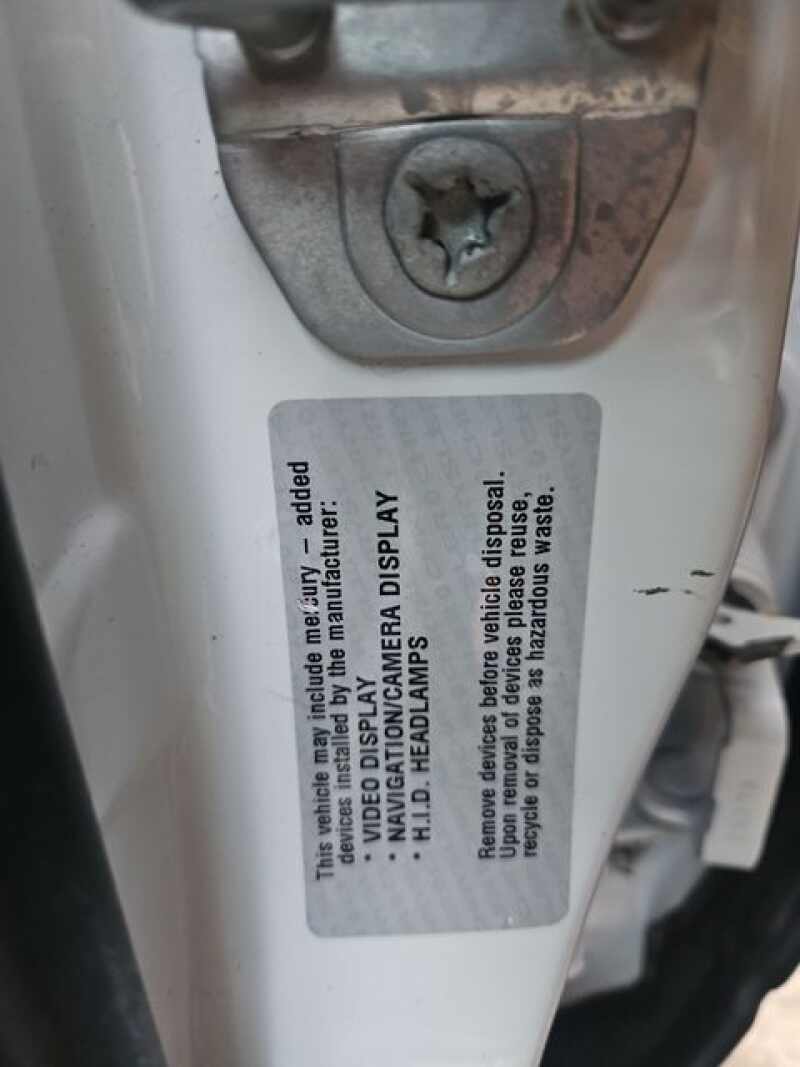 This vehicle may include mercury – added
devices installed by the manufacturer:
• VIDEO DISPLAY
• NAVIGATION/CAMERA DISPLAY
• H.I.D. HEADLAMPS
Remove devices before vehicle disposal.
Upon removal of devices please reuse,
recycle or dispose as hazardous waste.